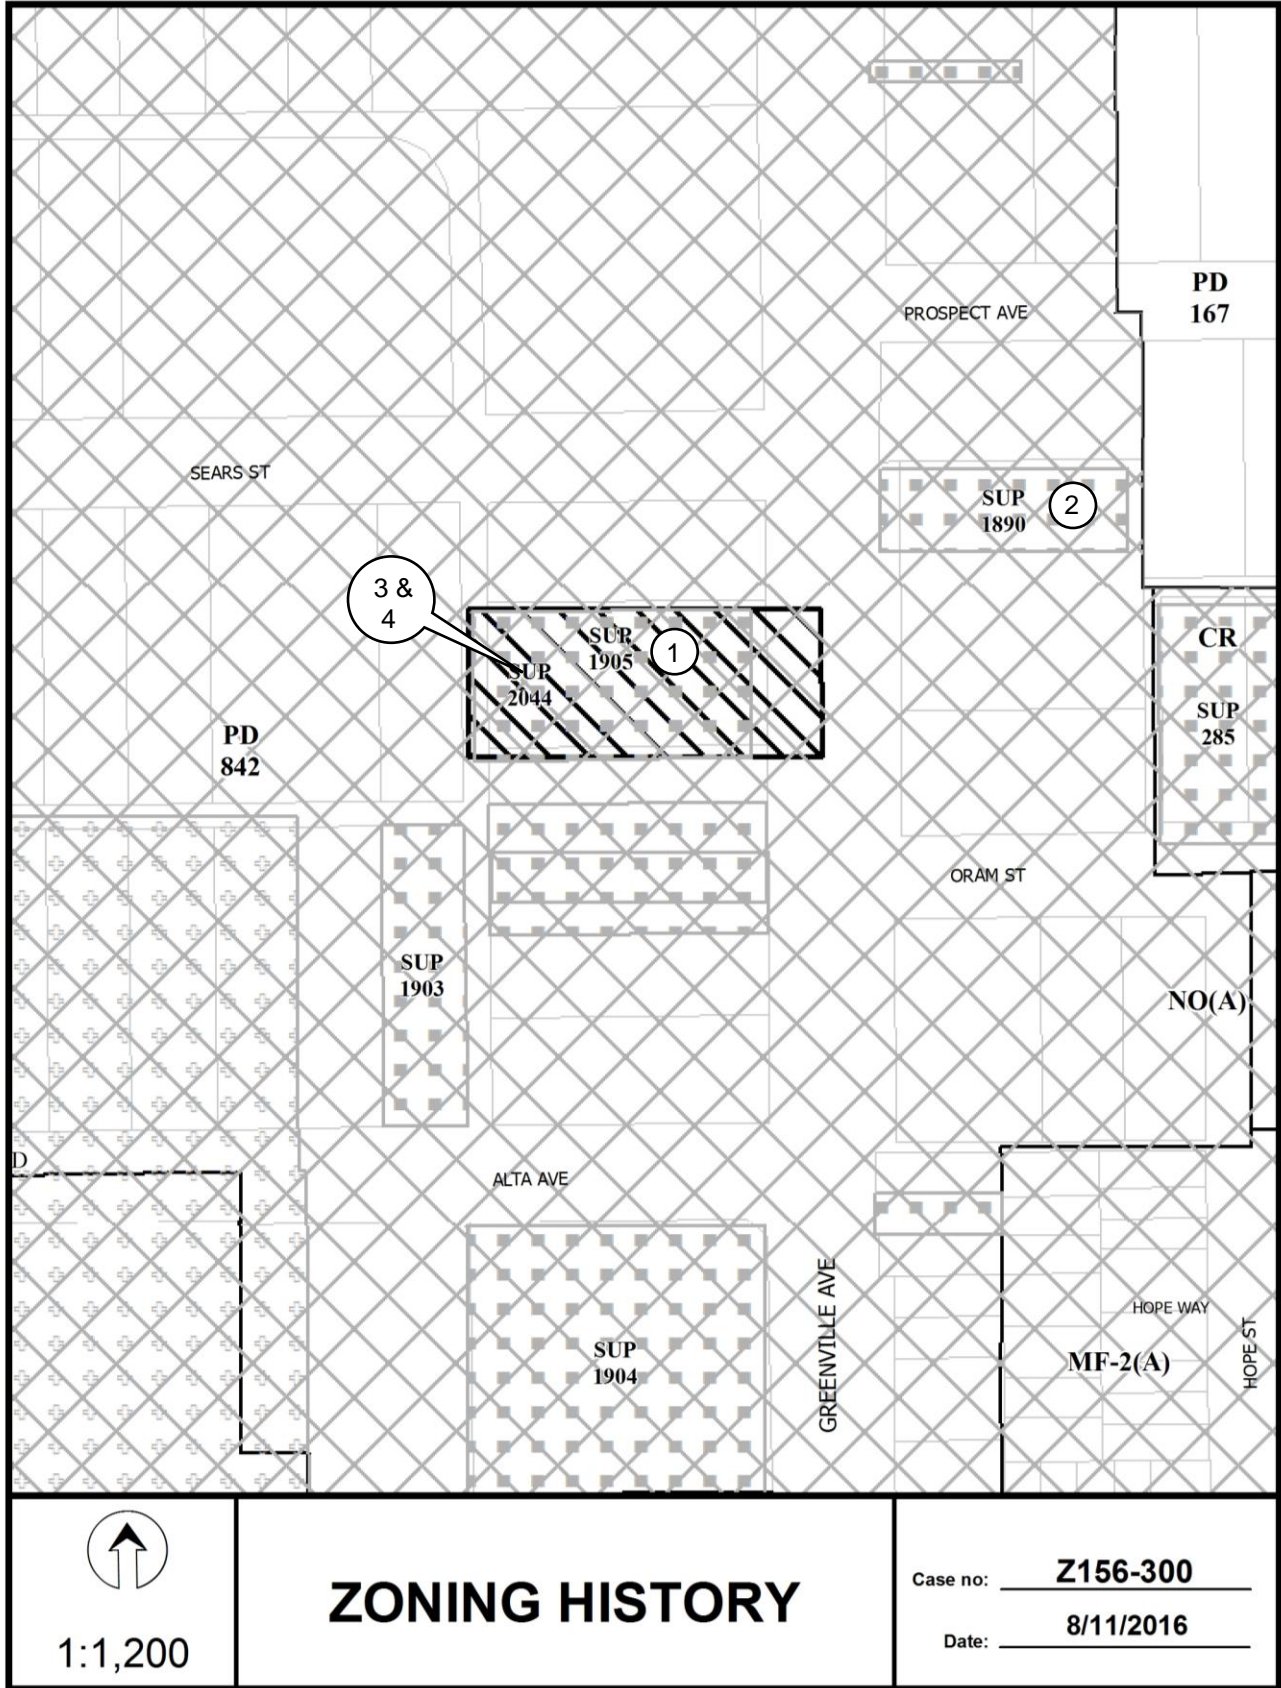 PD
167
PROSPECT AVE
SEARS ST
SUP
1890
2
3 &
4
SUP
1905
1
SUP
2044
CR
SUP
285
PD
842
ORAM ST
SUP
1903
NO(A)
D
ALTA AVE
GREENVILLE AVE
HOPE WAY
HOPE ST
MF-2(A)
SUP
1904
1:1,200
ZONING HISTORY
Case no: Z156-300
Date: 8/11/2016